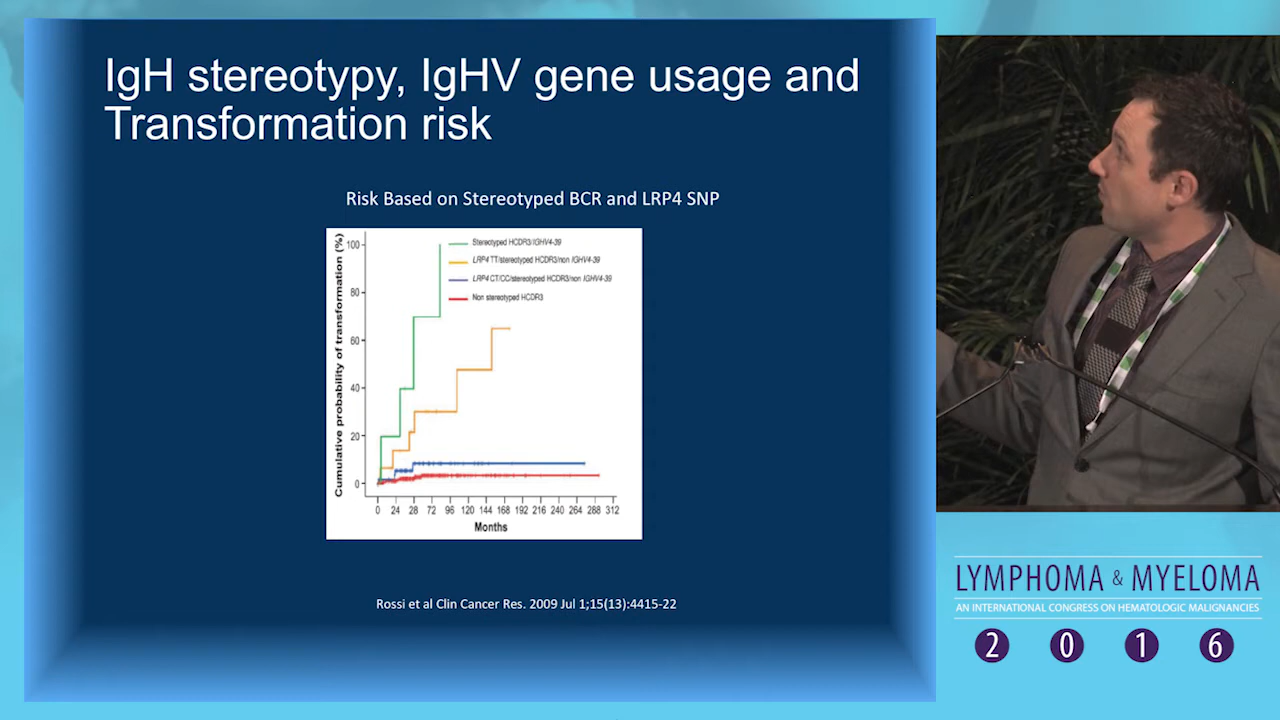 IgH stereotypy, IgHV gene usage and
Transformation risk
Risk Based on Stereotyped BCR and LRP4 SNP
Cumulative probability of transformation (%)
100
80
60
40
20
0
Stereotyped HCDR3/IGHV4-39
LRP4 TT/stereotyped HCDR3/non IGHV4-39
LRP4 CT/CC/stereotyped HCDR3/non IGHV4-39
Non stereotyped HCDR3
0 24 28 72 96 120 144 168 192 216 240 264 288 312
Months
Rossi et al Clin Cancer Res. 2009 Jul 1;15(13):4415-22
LYMPHOMA & MYELOMA
AN INTERNATIONAL CONGRESS ON HEMATOLOGIC MALIGNANCIES
2 0 1 6